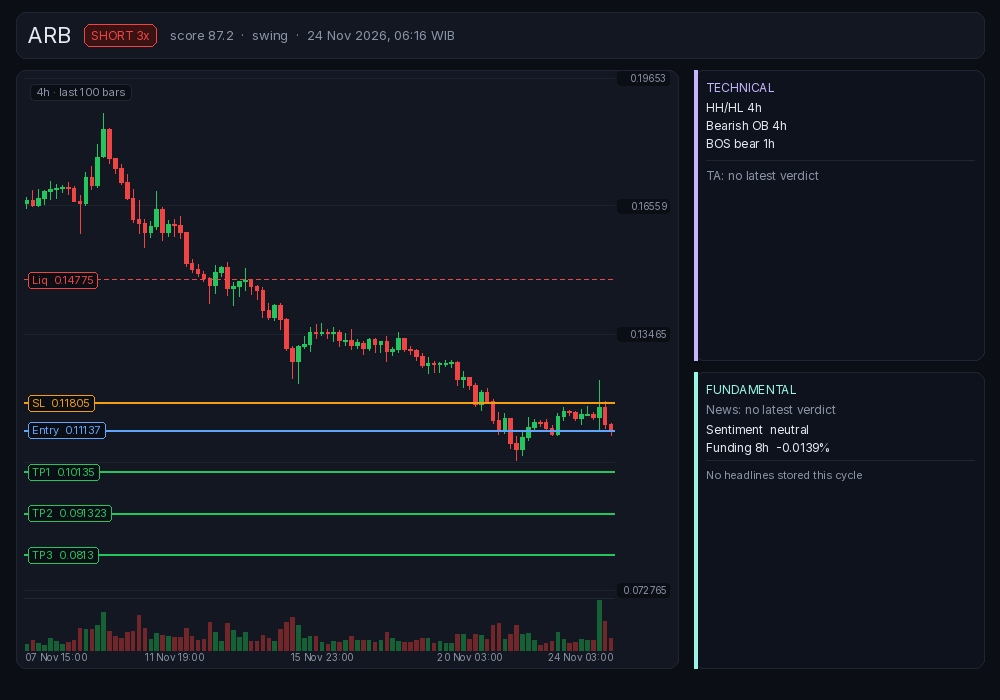 ARB SHORT 3x score 87.2 · swing · 24 Nov 2026, 06:16 WIB
4h · last 100 bars
0.19653
0.16559
Liq 0.14775
0.13465
SL 0.11805
Entry 0.11137
TP1 0.10135
TP2 0.091323
TP3 0.0813
0.072765
07 Nov 15:00 11 Nov 19:00 15 Nov 23:00 20 Nov 03:00 24 Nov 03:00
TECHNICAL
HH/HL 4h
Bearish OB 4h
BOS bear 1h
TA: no latest verdict
FUNDAMENTAL
News: no latest verdict
Sentiment neutral
Funding 8h -0.0139%
No headlines stored this cycle